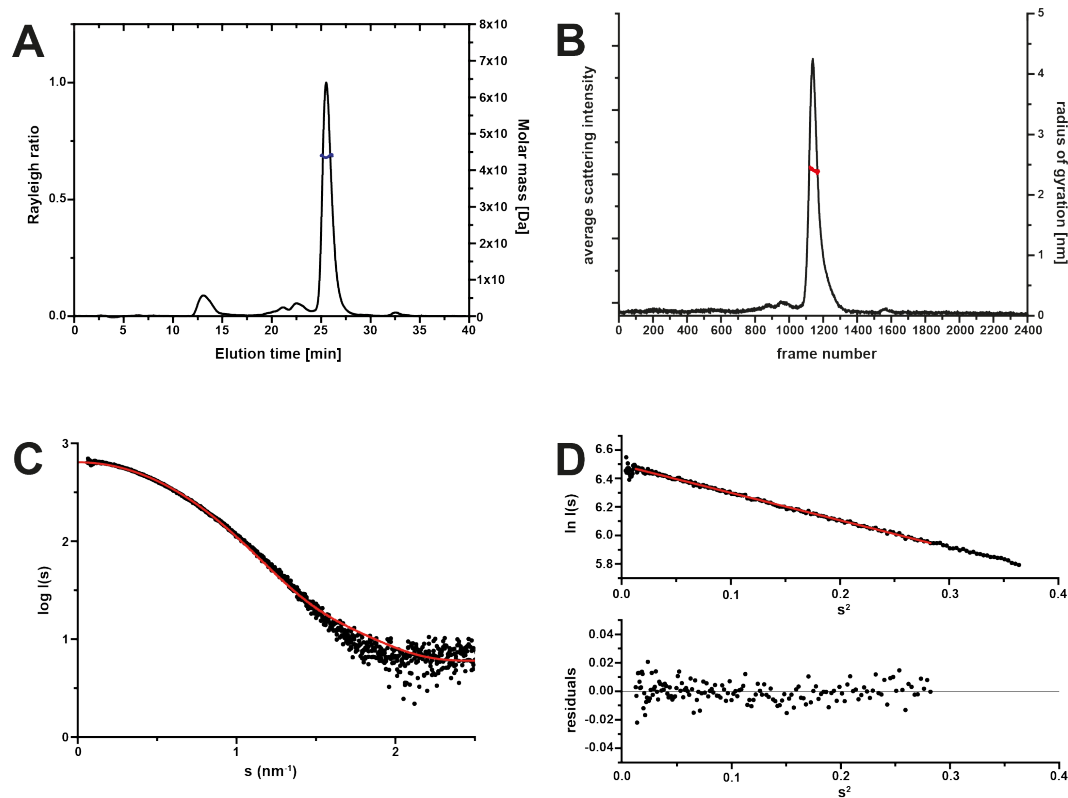 A
8x10
7x10
6x10
5x10
4x10
3x10
2x10
1x10
0
1.0
0.5
0.0
Rayleigh ratio
Molar mass [Da]
0 5 10 15 20 25 30 35 40
Elution time [min]
B
5
4
3
2
1
0
average scattering intensity
radius of gyration [nm]
0 200 400 600 800 1000 1200 1400 1600 1800 2000 2200 2400
frame number
C
3
2
1
0
log I(s)
0 1 2
s (nm⁻¹)
D
6.6
6.4
6.2
6.0
5.8
ln I(s)
0.0 0.1 0.2 0.3 0.4
s²
0.04
0.02
0.00
-0.02
-0.04
residuals
0.0 0.1 0.2 0.3 0.4
s²